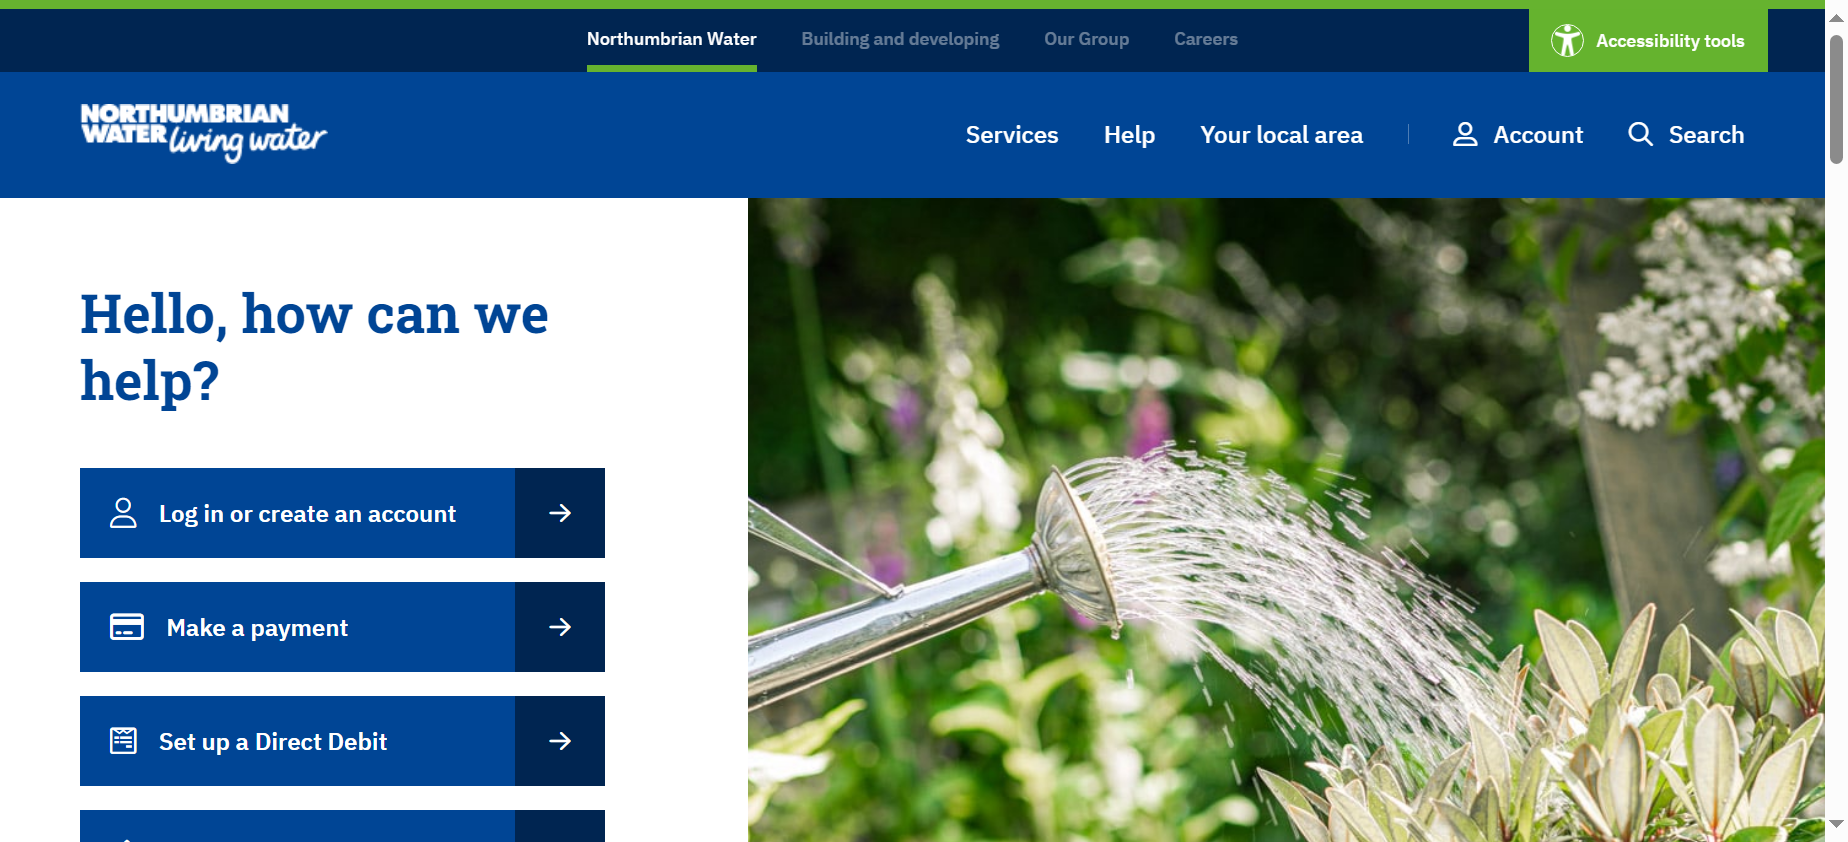 Northumbrian Water
Building and developing
Our Group
Careers
Accessibility tools
NORTHUMBRIAN
WATER living water
Services
Help
Your local area
Account
Search
Hello, how can we
help?
Log in or create an account
Make a payment
Set up a Direct Debit